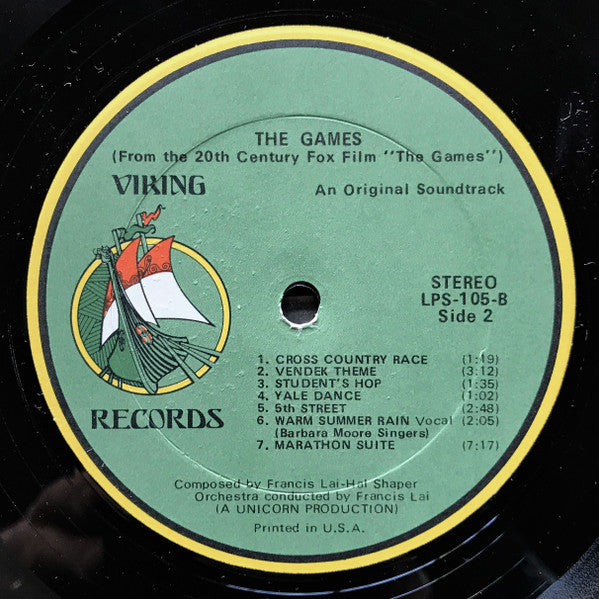 THE GAMES
(From the 20th Century Fox Film "The Games")
VIKING
An Original Soundtrack
STEREO
LPS-105-B
Side 2
1. CROSS COUNTRY RACE (1:19)
2. VENDEK THEME (3:12)
3. STUDENT'S HOP (1:35)
4. YALE DANCE (1:02)
5. 5th STREET (2:48)
6. WARM SUMMER RAIN Vocal (2:05)
(Barbara Moore Singers)
7. MARATHON SUITE (7:17)
RECORDS
Composed by Francis Lai-Hal Shaper
Orchestra conducted by Francis Lai
(A UNICORN PRODUCTION)
Printed in U.S.A.